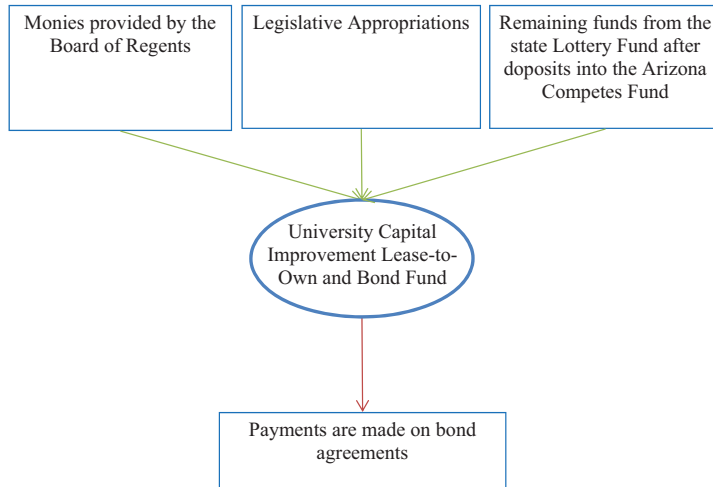 Monies provided by the
Board of Regents
Legislative Appropriations
Remaining funds from the
state Lottery Fund after
deposits into the Arizona
Competes Fund
University Capital
Improvement Lease-to-
Own and Bond Fund
Payments are made on bond
agreements